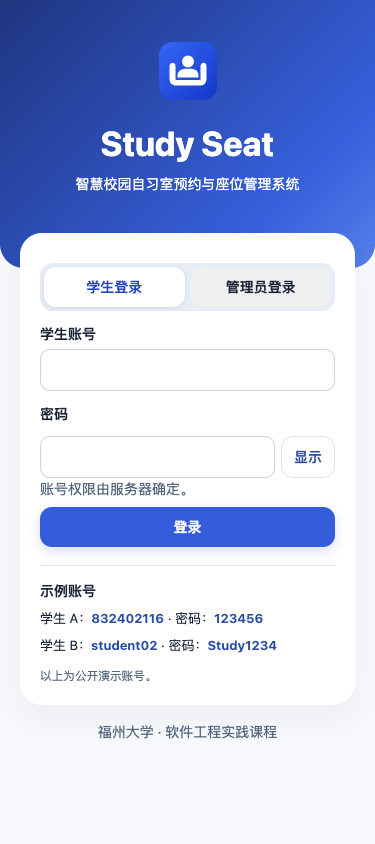 Study Seat
智慧校园自习室预约与座位管理系统
学生登录 管理员登录
学生账号
密码
显示
账号权限由服务器确定。
登录
示例账号
学生 A：832402116 · 密码：123456
学生 B：student02 · 密码：Study1234
以上为公开演示账号。
福州大学 · 软件工程实践课程